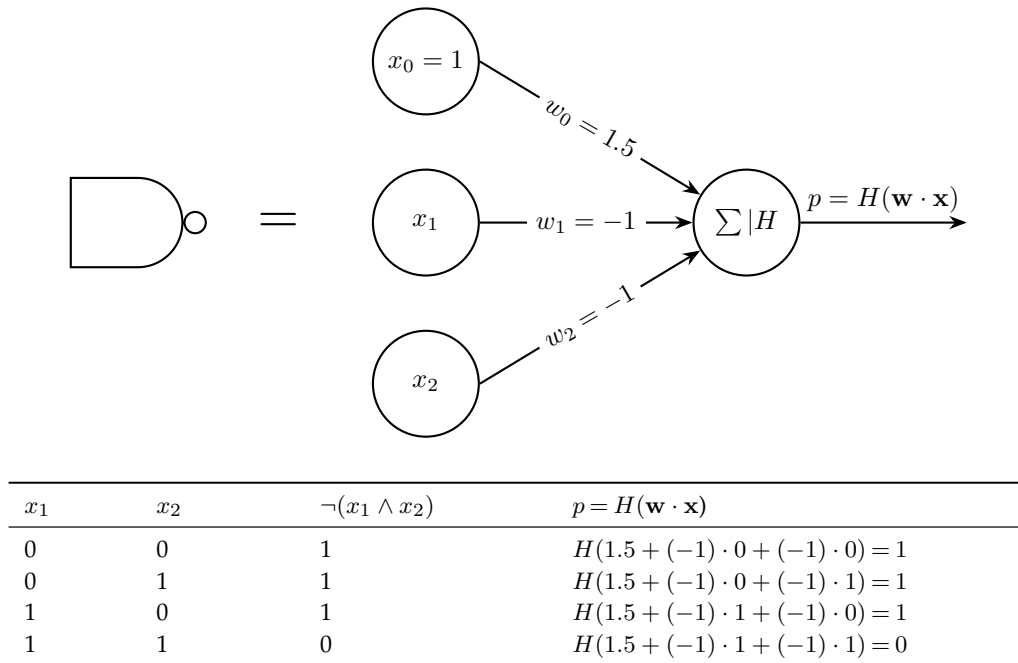 x₀ = 1
w₀ = 1.5
x₁
w₁ = −1
∑ |H
p = H(w · x)
=
w₂ = −1
x₂
x₁ x₂ ¬(x₁ ∧ x₂) p = H(w · x)
0 0 1 H(1.5 + (−1) · 0 + (−1) · 0) = 1
0 1 1 H(1.5 + (−1) · 0 + (−1) · 1) = 1
1 0 1 H(1.5 + (−1) · 1 + (−1) · 0) = 1
1 1 0 H(1.5 + (−1) · 1 + (−1) · 1) = 0